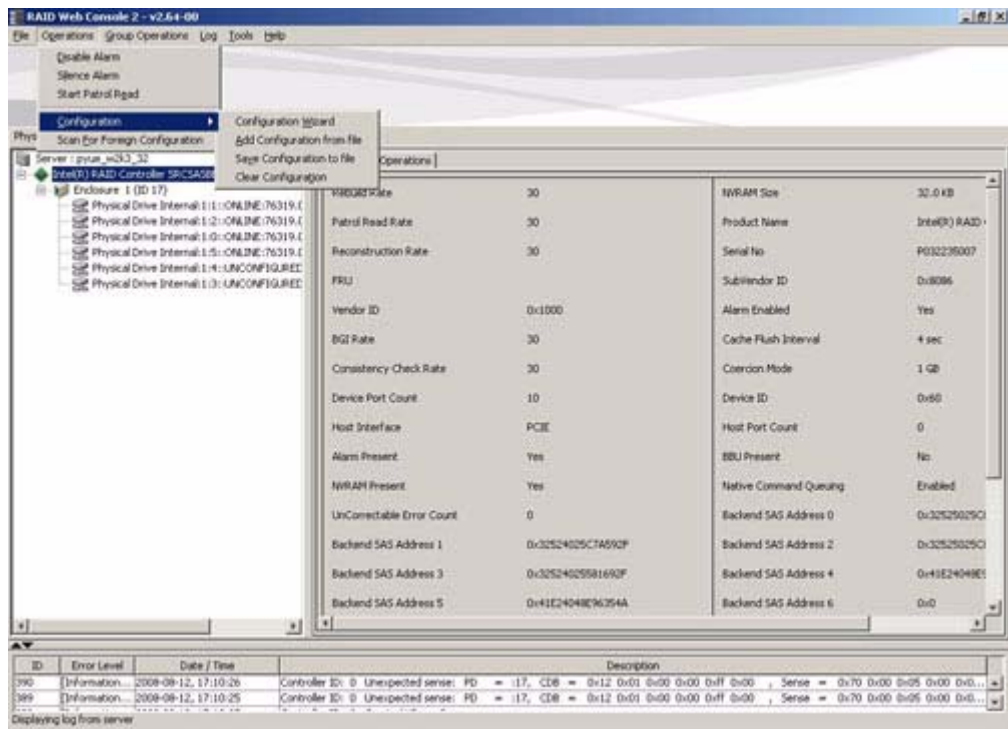 RAID Web Console 2 - v2.64-00
File Operations Group Operations Log Tools Help
Disable Alarm
Silence Alarm
Start Patrol Read
Configuration
Scan For Foreign Configuration
Configuration Wizard
Add Configuration from file
Save Configuration to file
Clear Configuration
Phys
Operations
Server : pyue_w2k3_32
Intel(R) RAID Controller SRCSASB
Enclosure 1 (ID 17)
Physical Drive Internal:1:1::ONLINE:76319.
Physical Drive Internal:1:2::ONLINE:76319.
Physical Drive Internal:1:0::ONLINE:76319.
Physical Drive Internal:1:5::ONLINE:76319.
Physical Drive Internal:1:4::UNCONFIGURED
Physical Drive Internal:1:3::UNCONFIGURED
Rebuild Rate 30 NVRAM Size 32.0 KB
Patrol Read Rate 30 Product Name Intel(R) RAID
Reconstruction Rate 30 Serial No P032235007
FRU SubVendor ID 0x8086
Vendor ID 0x1000 Alarm Enabled Yes
BGI Rate 30 Cache Flush Interval 4 sec
Consistency Check Rate 30 Coercion Mode 1 GB
Device Port Count 10 Device ID 0x60
Host Interface PCIE Host Port Count 0
Alarm Present Yes BBU Present No
NVRAM Present Yes Native Command Queuing Enabled
UnCorrectable Error Count 0 Backend SAS Address 0 0x32525025C
Backend SAS Address 1 0x32524025C7A592F Backend SAS Address 2 0x32525025C
Backend SAS Address 3 0x32524025581692F Backend SAS Address 4 0x41E24048E
Backend SAS Address 5 0x41E24048E96354A Backend SAS Address 6 0x0
ID Error Level Date / Time Description
390 [Information... 2008-08-12, 17:10:26 Controller ID: 0 Unexpected sense: PD = :17, CDB = 0x12 0x01 0x00 0x00 0xff 0x00 , Sense = 0x70 0x00 0x05 0x00 0x0...
389 [Information... 2008-08-12, 17:10:25 Controller ID: 0 Unexpected sense: PD = :17, CDB = 0x12 0x01 0x00 0x00 0xff 0x00 , Sense = 0x70 0x00 0x05 0x00 0x0...
Displaying log from server